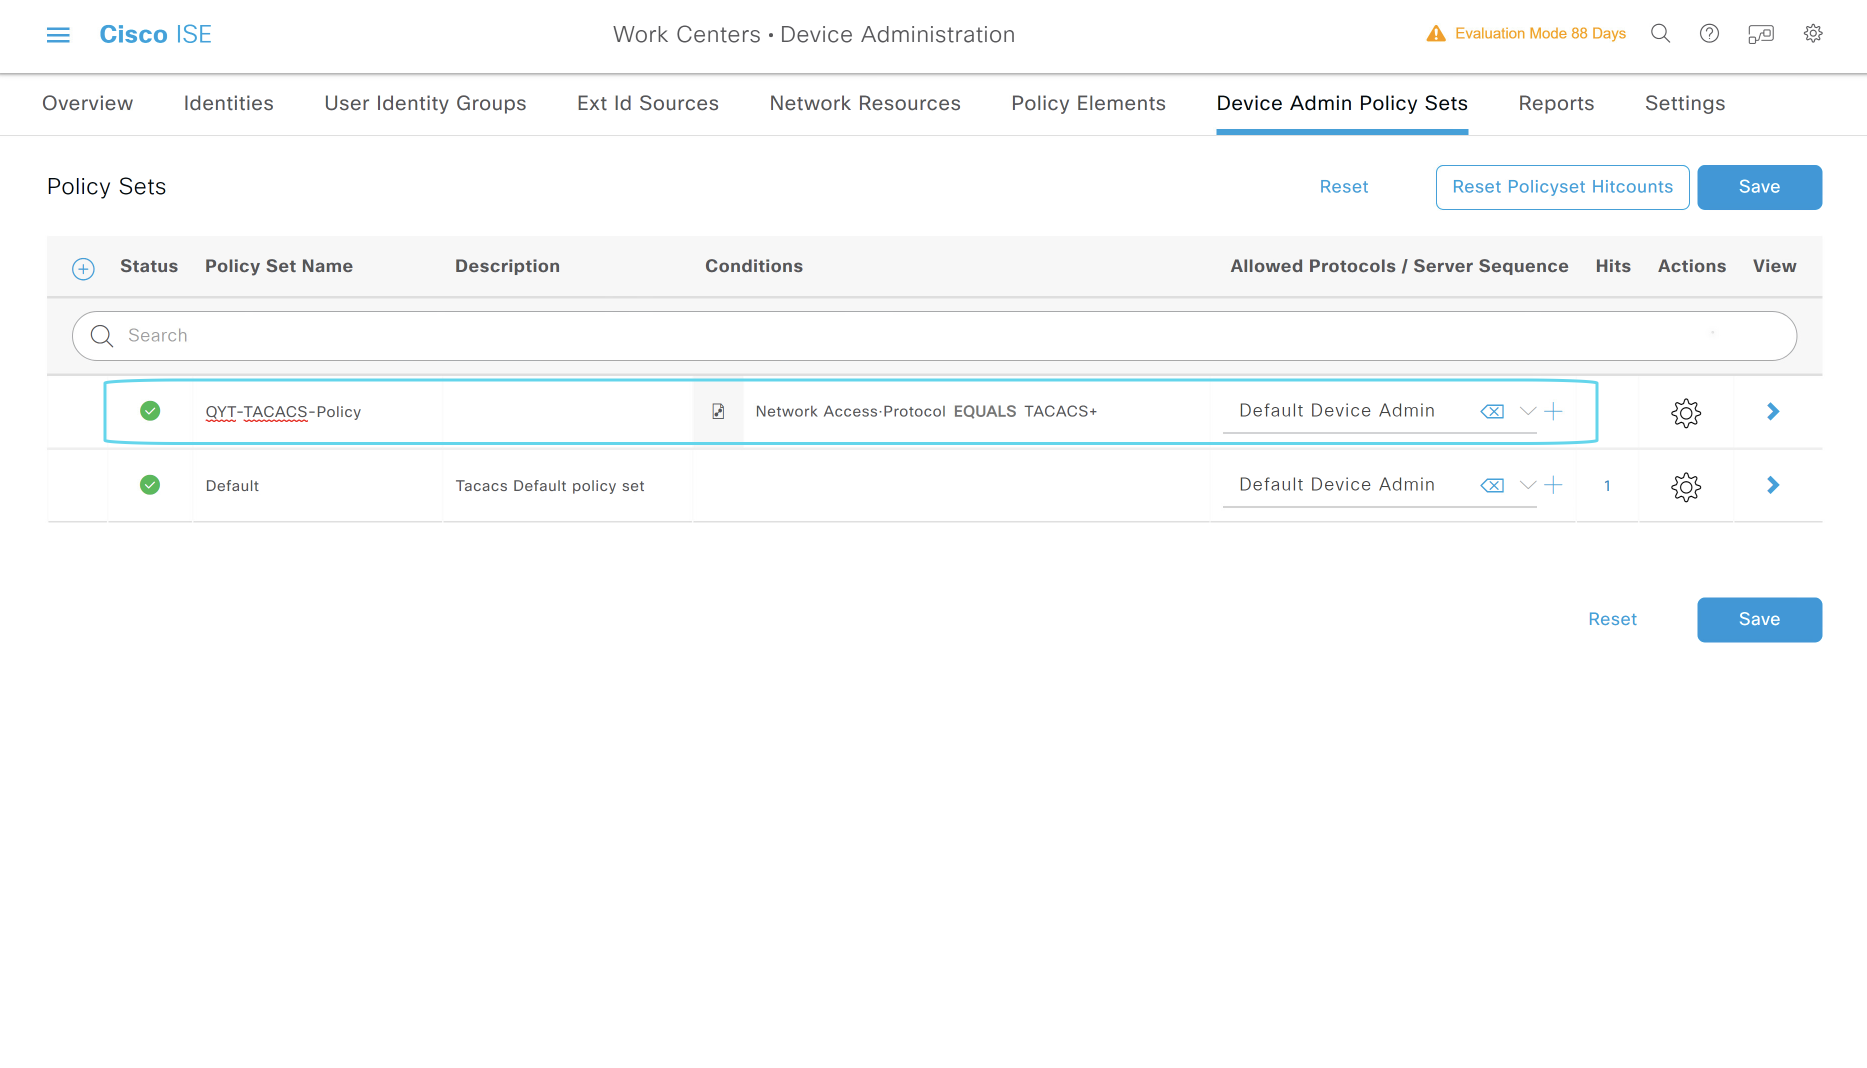 Cisco ISE
Work Centers • Device Administration
Evaluation Mode 88 Days
Overview
Identities
User Identity Groups
Ext Id Sources
Network Resources
Policy Elements
Device Admin Policy Sets
Reports
Settings
Policy Sets
Reset
Reset Policyset Hitcounts
Save
Status
Policy Set Name
Description
Conditions
Allowed Protocols / Server Sequence
Hits
Actions
View
Search
QYT-TACACS-Policy
Network Access·Protocol EQUALS TACACS+
Default Device Admin
Default
Tacacs Default policy set
Default Device Admin
1
Reset
Save